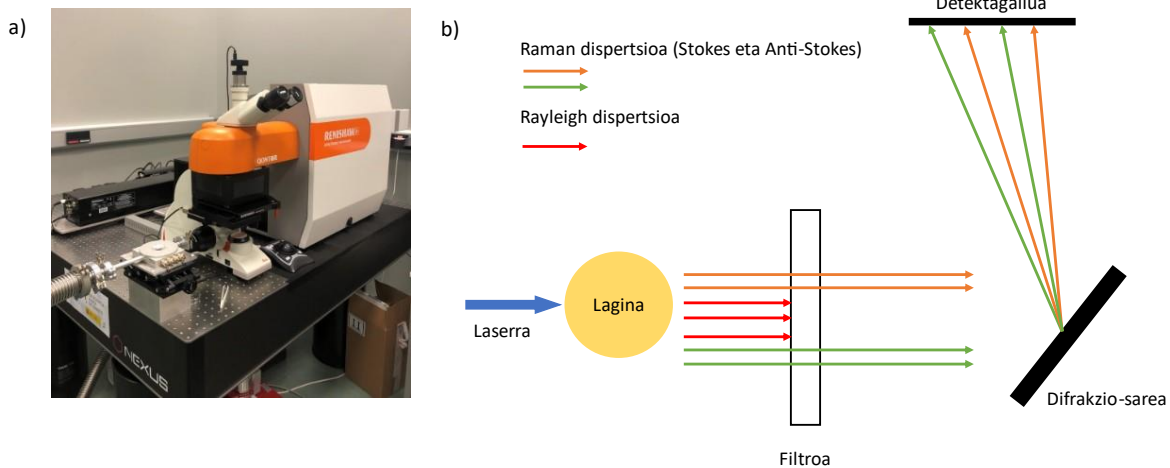 a)
RENISHAW
NEXUS
b)
Detektagailua
Raman dispertsioa (Stokes eta Anti-Stokes)
Rayleigh dispertsioa
Lagina
Laserra
Difrakzio-sarea
Filtroa